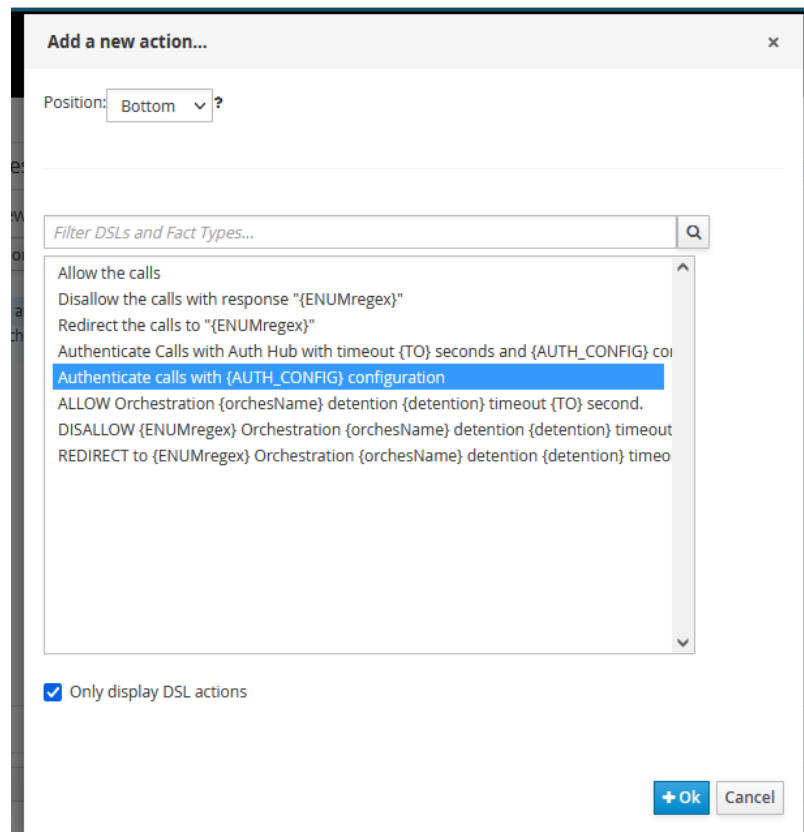 Add a new action...
×
Position: Bottom ?
Filter DSLs and Fact Types...
Allow the calls
Disallow the calls with response "{ENUMregex}"
Redirect the calls to "{ENUMregex}"
Authenticate Calls with Auth Hub with timeout {TO} seconds and {AUTH_CONFIG} co
Authenticate calls with {AUTH_CONFIG} configuration
ALLOW Orchestration {orchesName} detention {detention} timeout {TO} second.
DISALLOW {ENUMregex} Orchestration {orchesName} detention {detention} timeout
REDIRECT to {ENUMregex} Orchestration {orchesName} detention {detention} timeo
Only display DSL actions
+ Ok Cancel